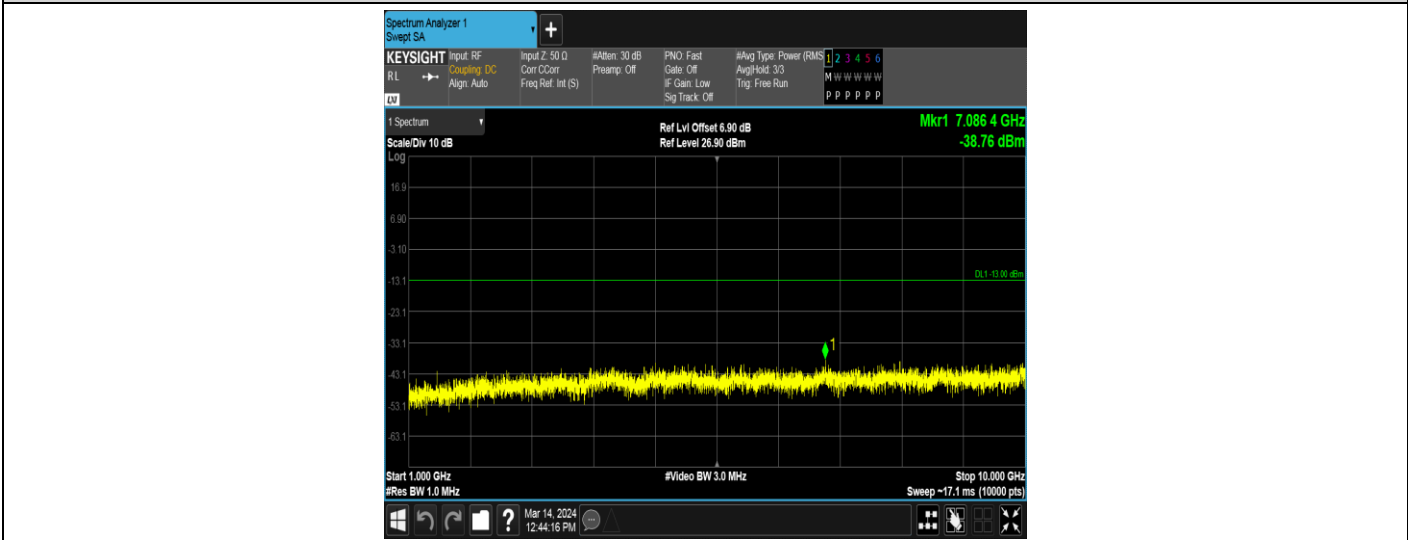 Spectrum Analyzer 1
Swept SA
+
KEYSIGHT
RL
LXI
Input: RF
Coupling: DC
Align: Auto
Input Z: 50 Ω
Corr CCorr
Freq Ref: Int (S)
#Atten: 30 dB
Preamp: Off
PNO: Fast
Gate: Off
IF Gain: Low
Sig Track: Off
#Avg Type: Power (RMS
Avg|Hold: 3/3
Trig: Free Run
1 2 3 4 5 6
M W W W W W
P P P P P P
1 Spectrum
Scale/Div 10 dB
Log
Ref Lvl Offset 6.90 dB
Ref Level 26.90 dBm
Mkr1 7.086 4 GHz
-38.76 dBm
16.9
6.90
-3.10
-13.1
-23.1
-33.1
-43.1
-53.1
-63.1
DL1 -13.00 dBm
1
Start 1.000 GHz
#Res BW 1.0 MHz
#Video BW 3.0 MHz
Stop 10.000 GHz
Sweep ~17.1 ms (10000 pts)
?
Mar 14, 2024
12:44:16 PM